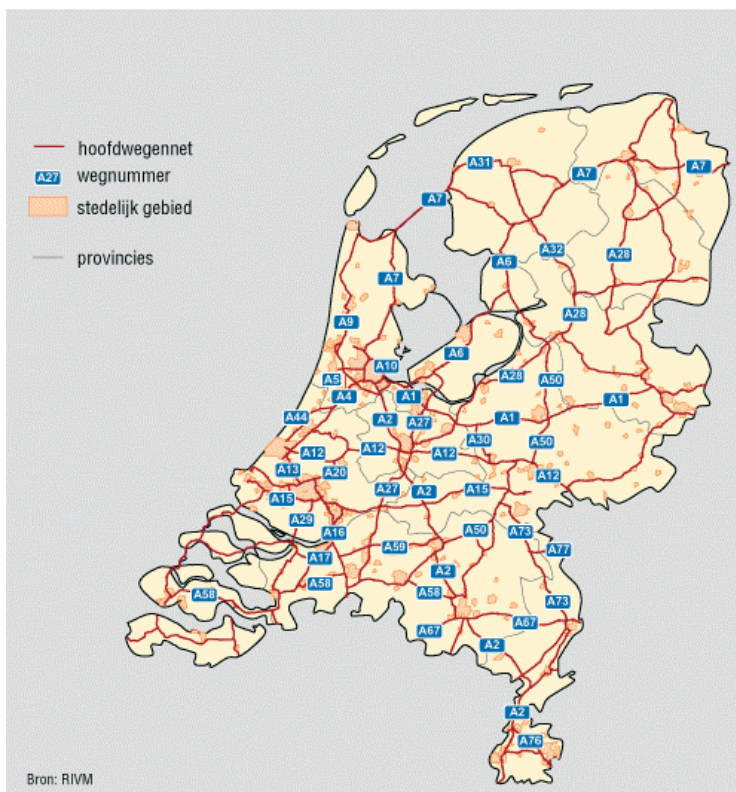 hoofdwegennet
A27 wegnummer
stedelijk gebied
provincies
A31
A7
A7
A7
A32
A6
A28
A7
A28
A9
A6
A10
A5
A28
A50
A4
A1
A1
A44
A2
A27
A1
A30
A50
A12
A12
A12
A13
A20
A12
A27
A2
A15
A15
A29
A16
A50
A73
A59
A17
A77
A58
A2
A58
A58
A73
A67
A67
A2
A2
A76
Bron: RIVM